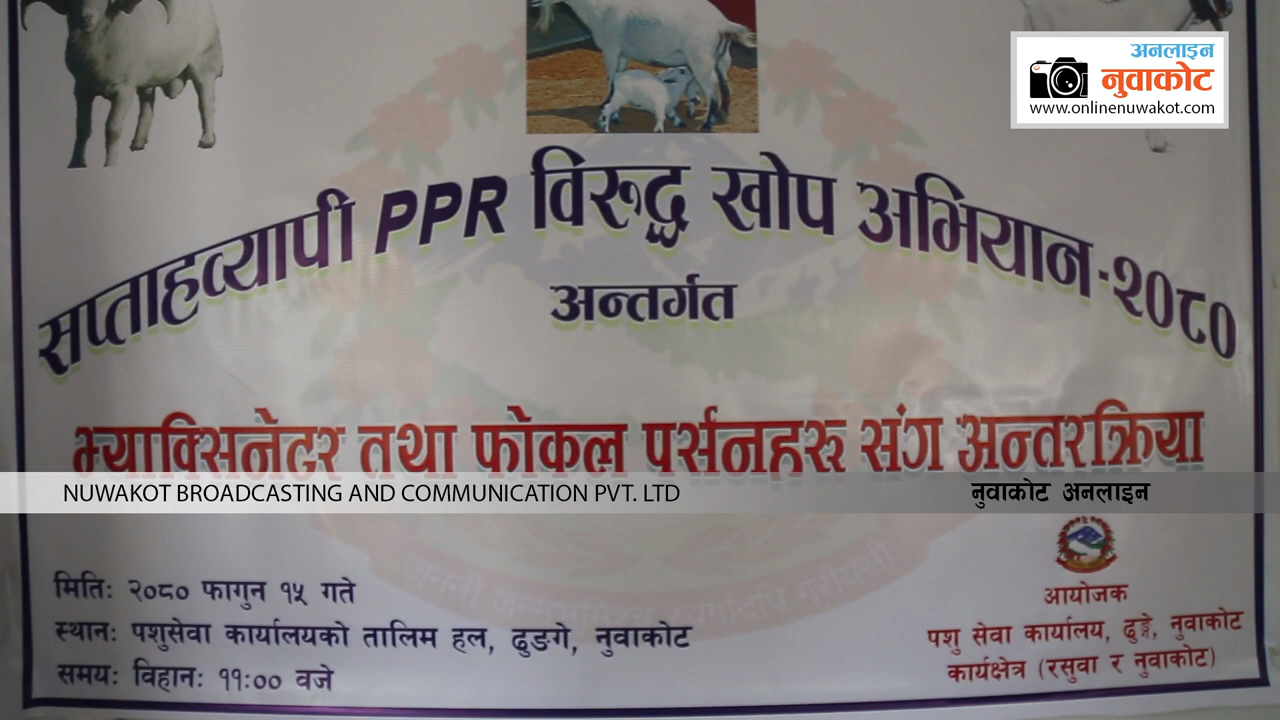 अनलाइन
नुवाकोट
www.onlinenuwakot.com
सप्ताहव्यापी PPR विरुद्ध खोप अभियान-२०८०
अन्तर्गत
भ्याक्सिनेटर तथा फोकल पर्सनहरु संग अन्तरक्रिया
NUWAKOT BROADCASTING AND COMMUNICATION PVT. LTD
नुवाकोट अनलाइन
मितिः २०८० फागुन १५ गते
स्थानः पशुसेवा कार्यालयको तालिम हल, ढुङगे, नुवाकोट
समयः विहानः ११:०० वजे
आयोजक
पशु सेवा कार्यालय, ढुङ्गे, नुवाकोट
कार्यक्षेत्र (रसुवा र नुवाकोट)